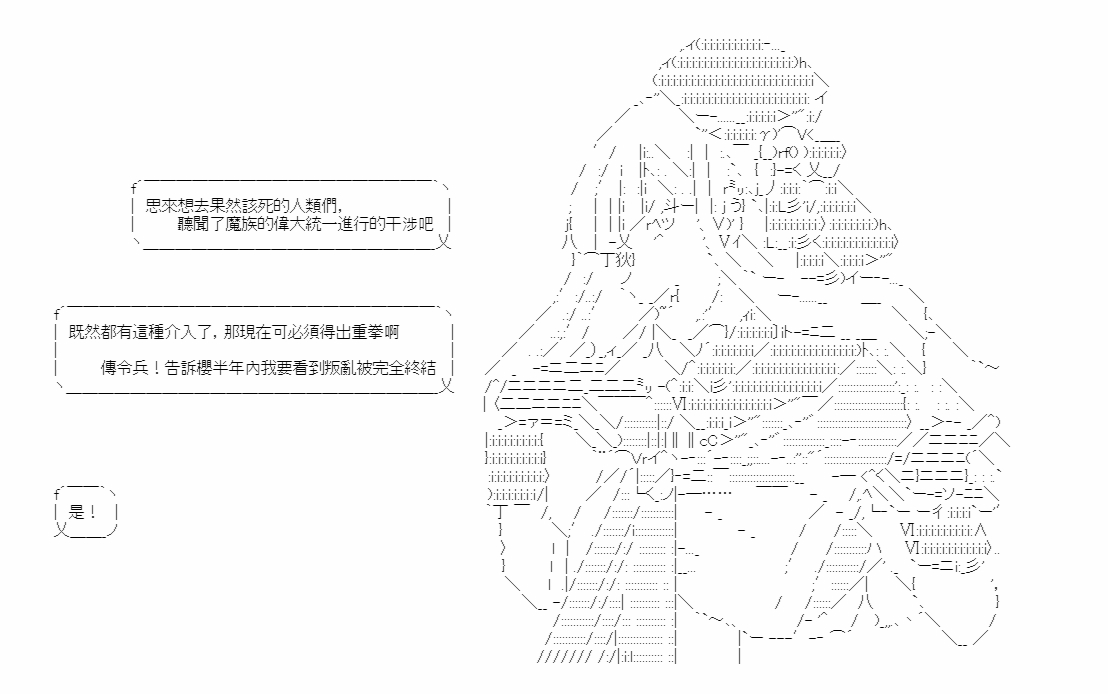 思來想去果然該死的人類們,
聽聞了魔族的偉大統一進行的干涉吧
既然都有這種介入了, 那現在可必須得出重拳啊
傳令兵！告訴櫻半年內我要看到叛亂被完全終結
是！